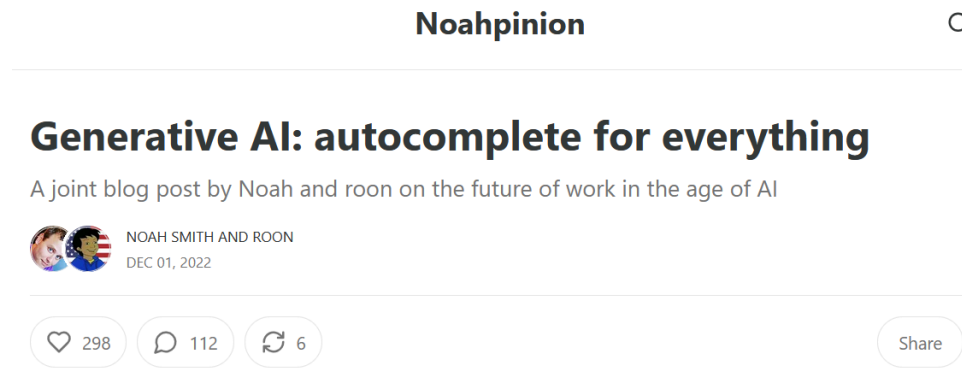 Noahpinion
Generative AI: autocomplete for everything
A joint blog post by Noah and roon on the future of work in the age of AI
NOAH SMITH AND ROON
DEC 01, 2022
298 112 6 Share